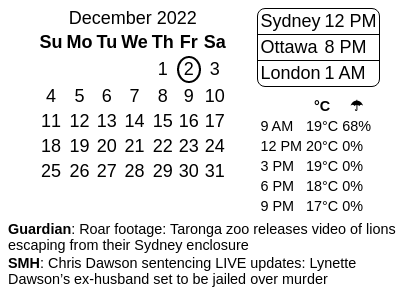 December 2022
Su Mo Tu We Th Fr Sa
1 2 3
4 5 6 7 8 9 10
11 12 13 14 15 16 17
18 19 20 21 22 23 24
25 26 27 28 29 30 31
Sydney 12 PM
Ottawa 8 PM
London 1 AM
°C ☂
9 AM 19°C 68%
12 PM 20°C 0%
3 PM 19°C 0%
6 PM 18°C 0%
9 PM 17°C 0%
Guardian: Roar footage: Taronga zoo releases video of lions
escaping from their Sydney enclosure
SMH: Chris Dawson sentencing LIVE updates: Lynette
Dawson's ex-husband set to be jailed over murder